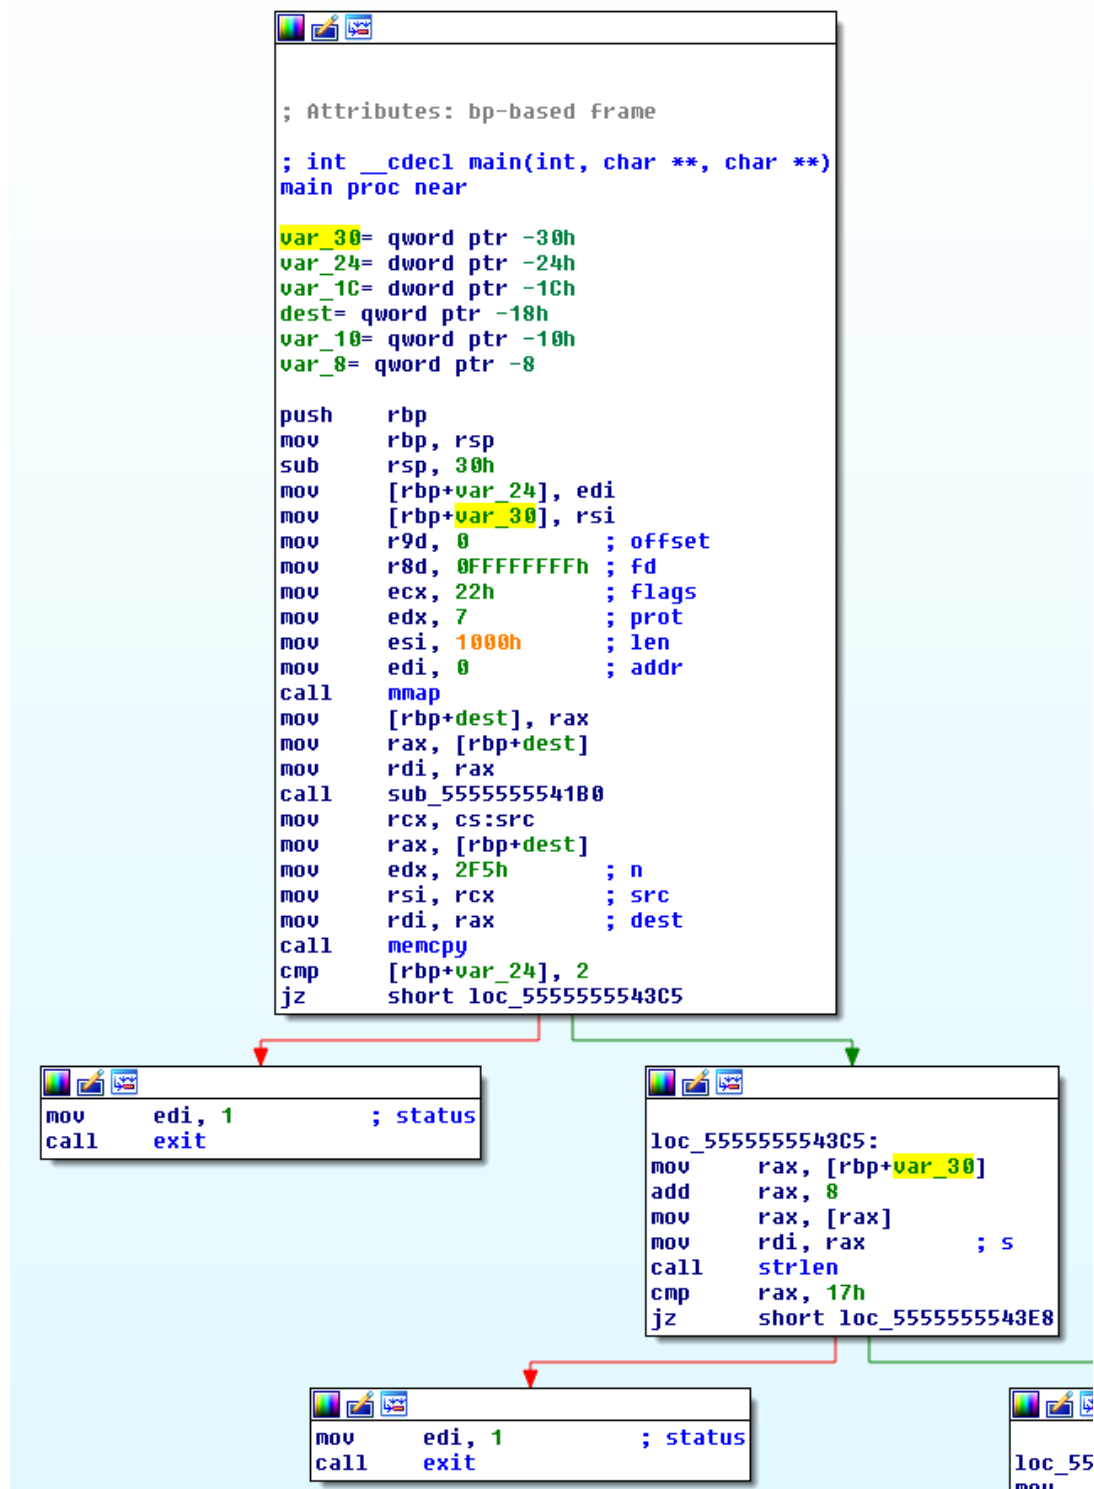 ; Attributes: bp-based frame
; int __cdecl main(int, char **, char **)
main proc near
var_30= qword ptr -30h
var_24= dword ptr -24h
var_1C= dword ptr -1Ch
dest= qword ptr -18h
var_10= qword ptr -10h
var_8= qword ptr -8
push rbp
mov rbp, rsp
sub rsp, 30h
mov [rbp+var_24], edi
mov [rbp+var_30], rsi
mov r9d, 0 ; offset
mov r8d, 0FFFFFFFFh ; fd
mov ecx, 22h ; flags
mov edx, 7 ; prot
mov esi, 1000h ; len
mov edi, 0 ; addr
call mmap
mov [rbp+dest], rax
mov rax, [rbp+dest]
mov rdi, rax
call sub_5555555541B0
mov rcx, cs:src
mov rax, [rbp+dest]
mov edx, 2F5h ; n
mov rsi, rcx ; src
mov rdi, rax ; dest
call memcpy
cmp [rbp+var_24], 2
jz short loc_5555555543C5
mov edi, 1 ; status
call exit
loc_5555555543C5:
mov rax, [rbp+var_30]
add rax, 8
mov rax, [rax]
mov rdi, rax ; s
call strlen
cmp rax, 17h
jz short loc_5555555543E8
mov edi, 1 ; status
call exit
loc_55
mov